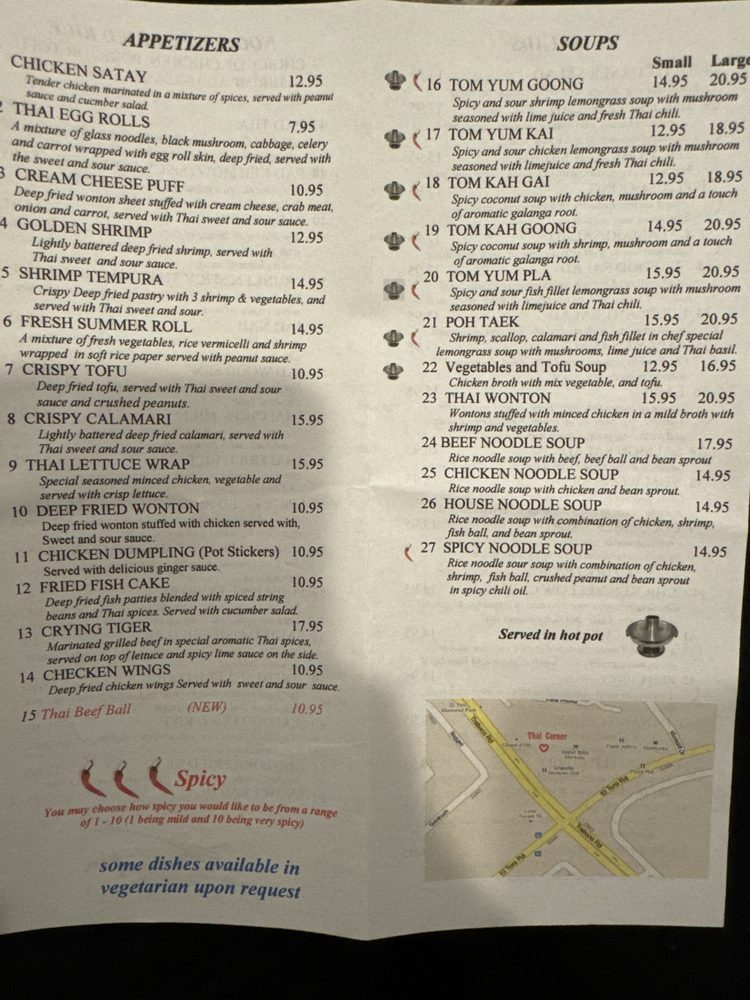 APPETIZERS
CHICKEN SATAY 12.95
Tender chicken marinated in a mixture of spices, served with peanut
sauce and cucmber salad.
2 THAI EGG ROLLS 7.95
A mixture of glass noodles, black mushroom, cabbage, celery
and carrot wrapped with egg roll skin, deep fried, served with
the sweet and sour sauce.
3 CREAM CHEESE PUFF 10.95
Deep fried wonton sheet stuffed with cream cheese, crab meat,
onion and carrot, served with Thai sweet and sour sauce.
4 GOLDEN SHRIMP 12.95
Lightly battered deep fried shrimp, served with
Thai sweet and sour sauce.
5 SHRIMP TEMPURA 14.95
Crispy Deep fried pastry with 3 shrimp & vegetables, and
served with Thai sweet and sour.
6 FRESH SUMMER ROLL 14.95
A mixture of fresh vegetables, rice vermicelli and shrimp
wrapped in soft rice paper served with peanut sauce.
7 CRISPY TOFU 10.95
Deep fried tofu, served with Thai sweet and sour
sauce and crushed peanuts.
8 CRISPY CALAMARI 15.95
Lightly battered deep fried calamari, served with
Thai sweet and sour sauce.
9 THAI LETTUCE WRAP 15.95
Special seasoned minced chicken, vegetable and
served with crisp lettuce.
10 DEEP FRIED WONTON 10.95
Deep fried wonton stuffed with chicken served with,
Sweet and sour sauce.
11 CHICKEN DUMPLING (Pot Stickers) 10.95
Served with delicious ginger sauce.
12 FRIED FISH CAKE 10.95
Deep fried fish patties blended with spiced string
beans and Thai spices. Served with cucumber salad.
13 CRYING TIGER 17.95
Marinated grilled beef in special aromatic Thai spices,
served on top of lettuce and spicy lime sauce on the side.
14 CHECKEN WINGS 10.95
Deep fried chicken wings Served with sweet and sour sauce.
15 Thai Beef Ball (NEW) 10.95
Spicy
You may choose how spicy you would like to be from a range
of 1 - 10 (1 being mild and 10 being very spicy)
some dishes available in
vegetarian upon request
SOUPS
Small Large
16 TOM YUM GOONG 14.95 20.95
Spicy and sour shrimp lemongrass soup with mushroom
seasoned with lime juice and fresh Thai chili.
17 TOM YUM KAI 12.95 18.95
Spicy and sour chicken lemongrass soup with mushroom
seasoned with limejuice and fresh Thai chili.
18 TOM KAH GAI 12.95 18.95
Spicy coconut soup with chicken, mushroom and a touch
of aromatic galanga root.
19 TOM KAH GOONG 14.95 20.95
Spicy coconut soup with shrimp, mushroom and a touch
of aromatic galanga root.
20 TOM YUM PLA 15.95 20.95
Spicy and sour fish fillet lemongrass soup with mushroom
seasoned with limejuice and Thai chili.
21 POH TAEK 15.95 20.95
Shrimp, scallop, calamari and fish fillet in chef special
lemongrass soup with mushrooms, lime juice and Thai basil.
22 Vegetables and Tofu Soup 12.95 16.95
Chicken broth with mix vegetable, and tofu.
23 THAI WONTON 15.95 20.95
Wontons stuffed with minced chicken in a mild broth with
shrimp and vegetables.
24 BEEF NOODLE SOUP 17.95
Rice noodle soup with beef, beef ball and bean sprout
25 CHICKEN NOODLE SOUP 14.95
Rice noodle soup with chicken and bean sprout.
26 HOUSE NOODLE SOUP 14.95
Rice noodle soup with combination of chicken, shrimp,
fish ball, and bean sprout.
27 SPICY NOODLE SOUP 14.95
Rice noodle sour soup with combination of chicken,
shrimp, fish ball, crushed peanut and bean sprout
in spicy chili oil.
Served in hot pot
Thai Corner
Trabuco Rd
El Toro Rd
Trabuco Rd
El Toro Rd